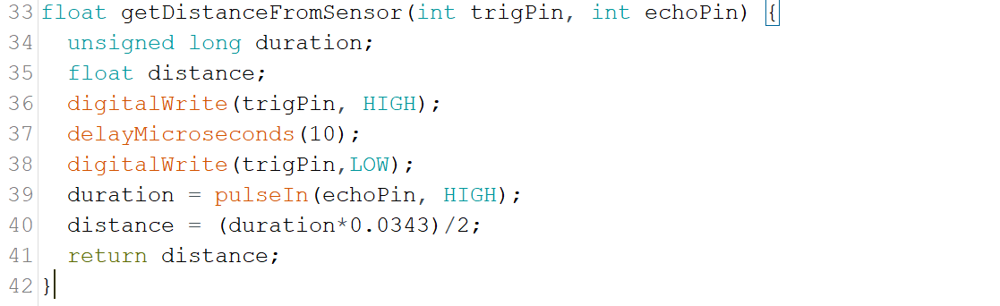 33 float getDistanceFromSensor(int trigPin, int echoPin) {
34   unsigned long duration;
35   float distance;
36   digitalWrite(trigPin, HIGH);
37   delayMicroseconds(10);
38   digitalWrite(trigPin,LOW);
39   duration = pulseIn(echoPin, HIGH);
40   distance = (duration*0.0343)/2;
41   return distance;
42 }